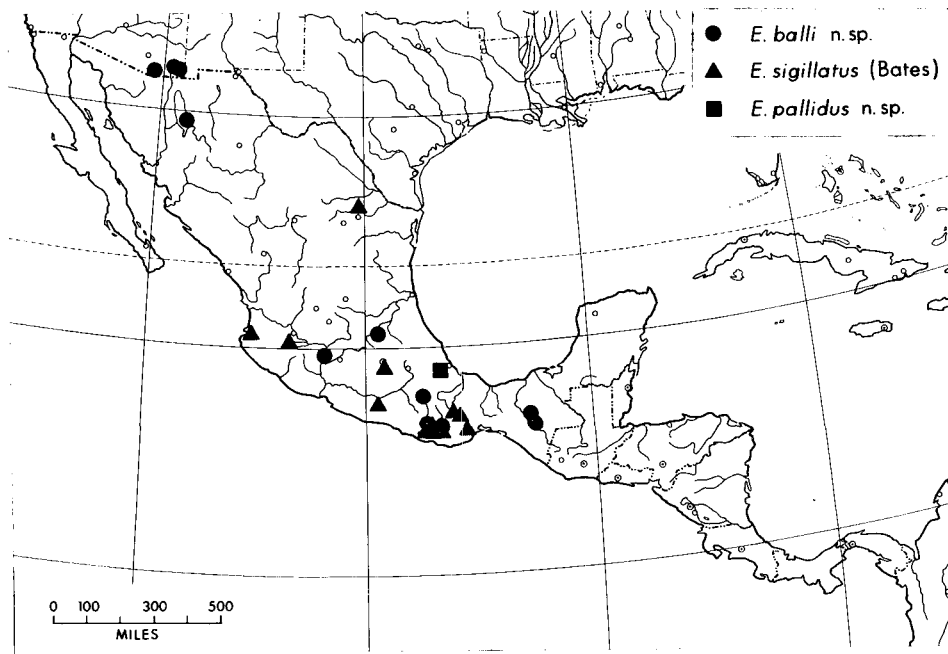 E. balli n. sp.
E. sigillatus (Bates)
E. pallidus n. sp.
0 100 300 500
MILES